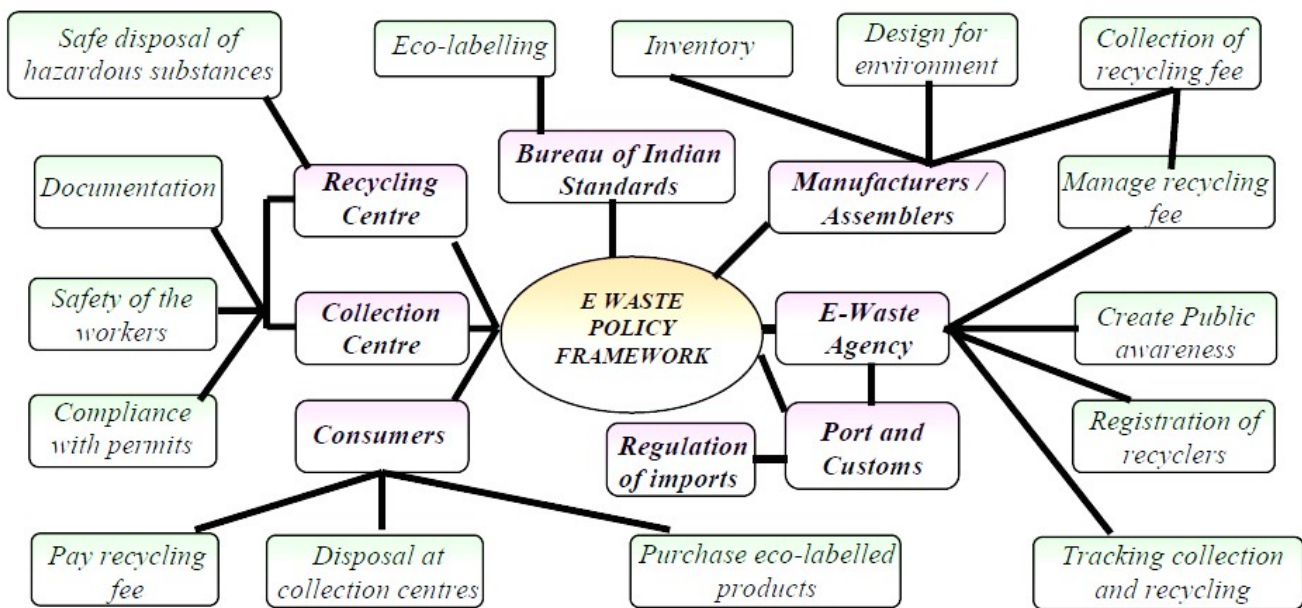 Safe disposal of
hazardous substances
Eco-labelling
Inventory
Design for
environment
Collection of
recycling fee
Documentation
Recycling
Centre
Bureau of Indian
Standards
Manufacturers /
Assemblers
Manage recycling
fee
Safety of the
workers
Collection
Centre
E WASTE
POLICY
FRAMEWORK
E-Waste
Agency
Create Public
awareness
Compliance
with permits
Consumers
Regulation
of imports
Port and
Customs
Registration of
recyclers
Pay recycling
fee
Disposal at
collection centres
Purchase eco-labelled
products
Tracking collection
and recycling